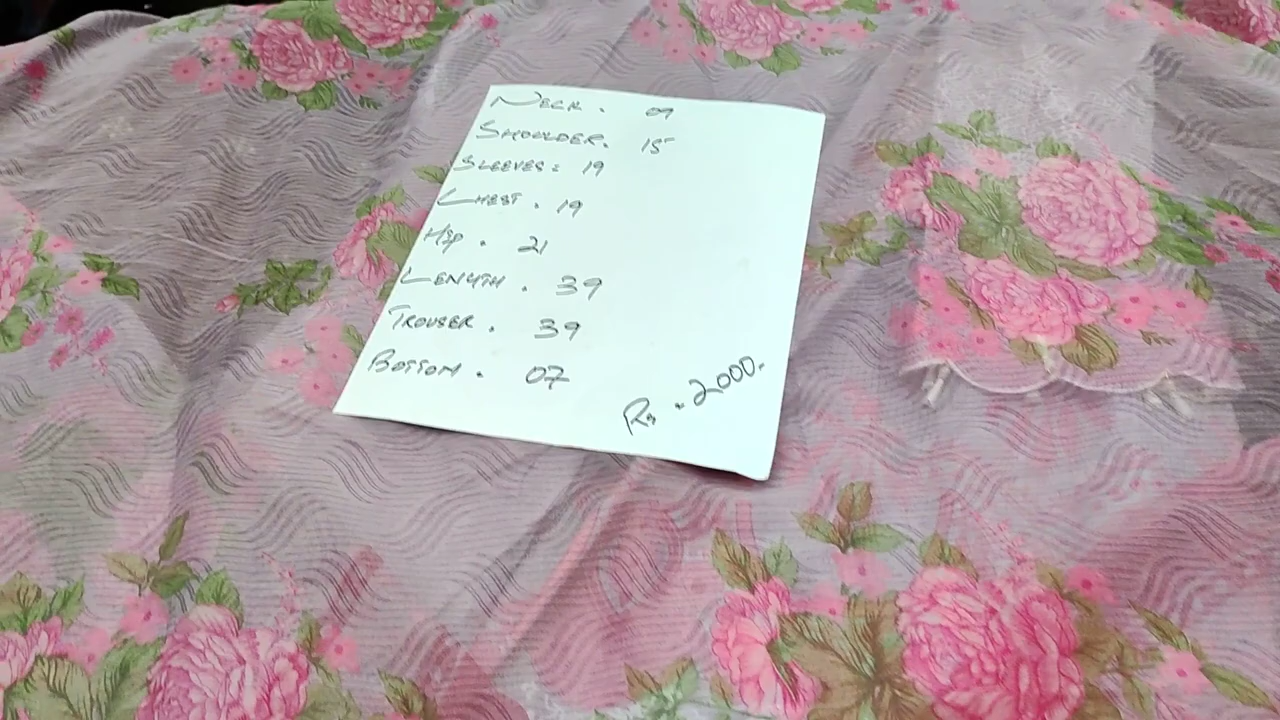 NECK. 09
SHOULDER. 15
SLEEVES: 19
CHEST. 19
Hip. 21
LENGTH. 39
TROUSER. 39
BOTTOM. 07
Rs. 2000.